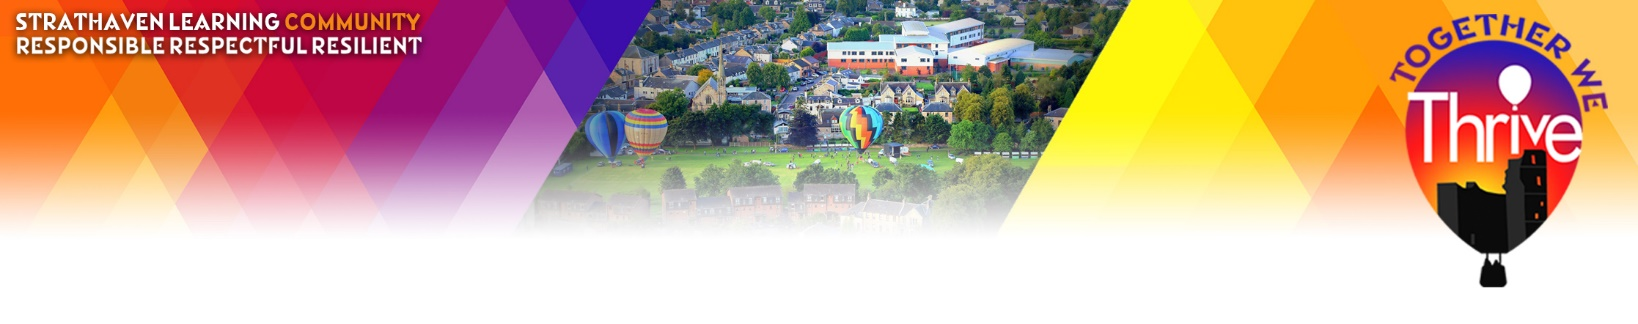 STRATHAVEN LEARNING COMMUNITY
RESPONSIBLE RESPECTFUL RESILIENT
TOGETHER WE
Thrive